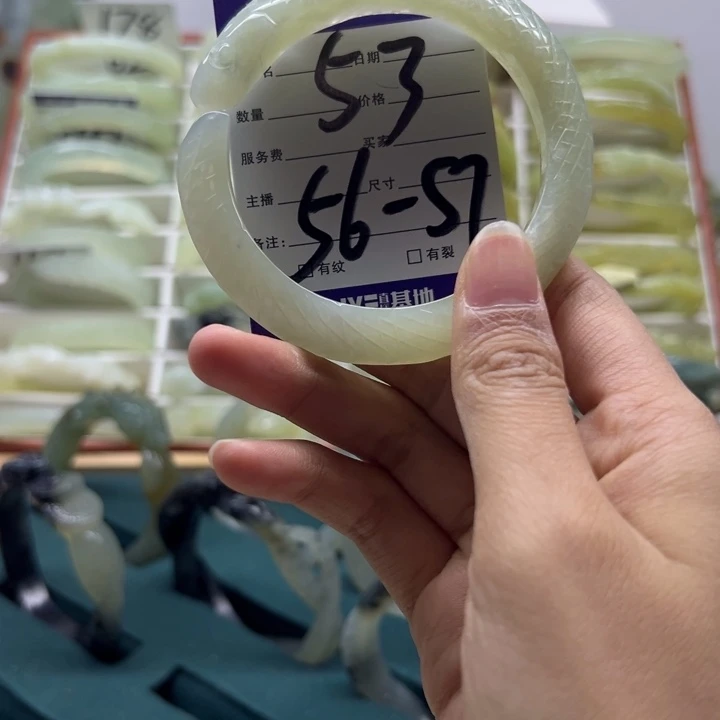 178
日期
53
数量 价格
服务费 买家
主播 尺寸
56-57
备注:
有纹 有裂
基地